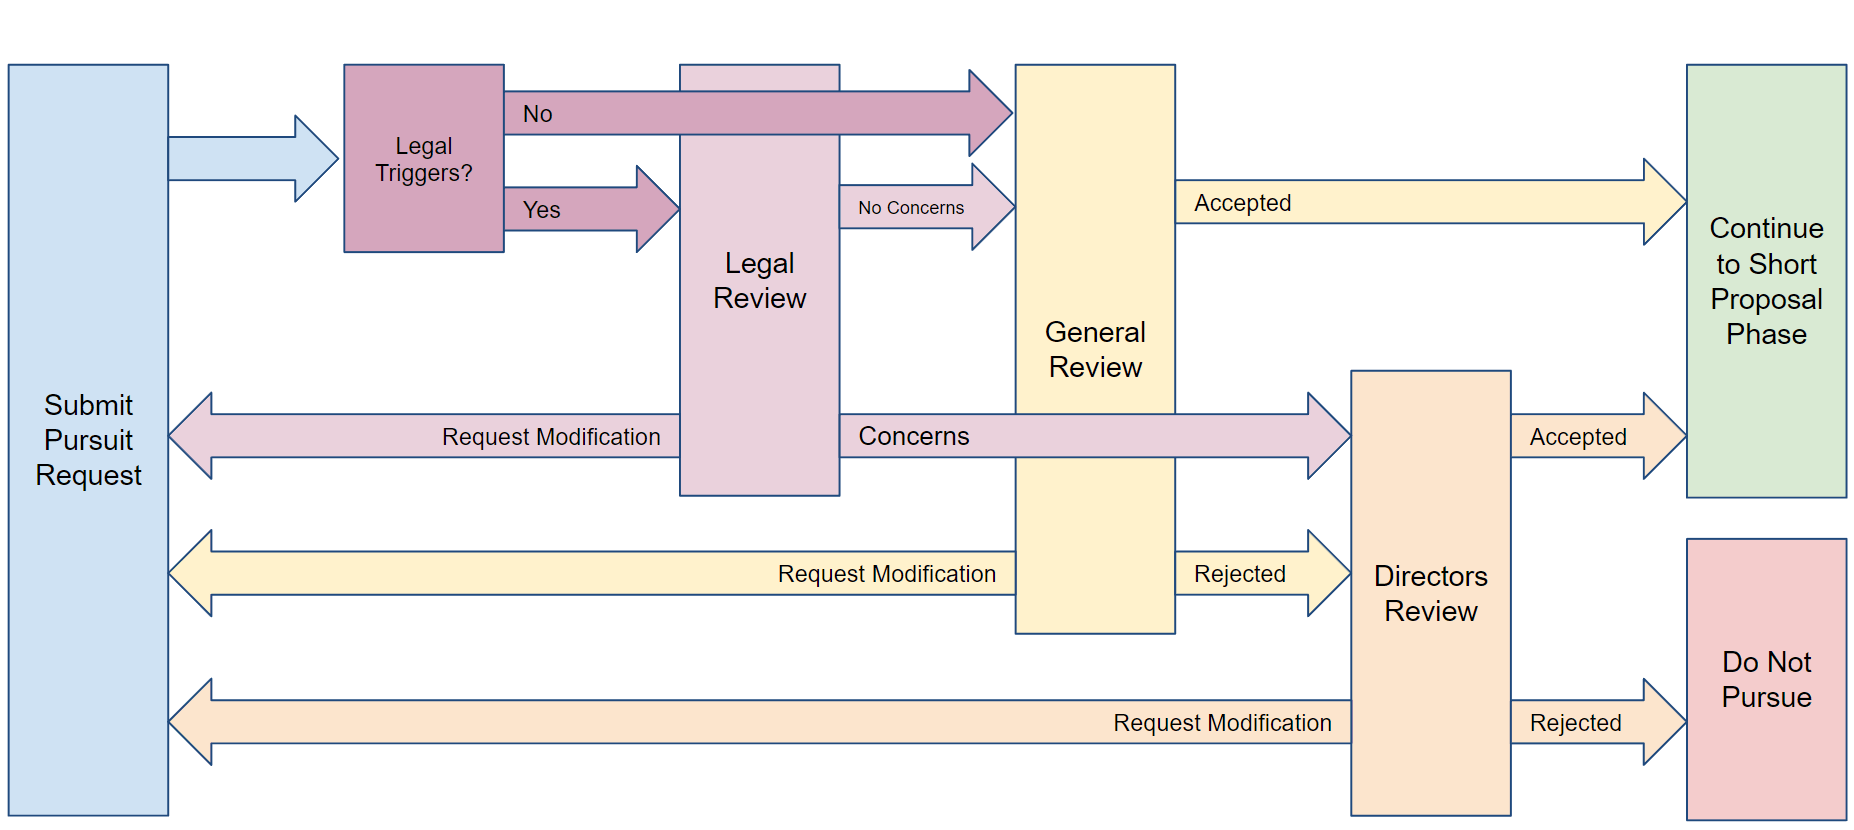 Submit
Pursuit
Request
Legal
Triggers?
No
Yes
Legal
Review
No Concerns
Request Modification
Concerns
General
Review
Accepted
Request Modification
Rejected
Directors
Review
Accepted
Request Modification
Rejected
Continue
to Short
Proposal
Phase
Do Not
Pursue